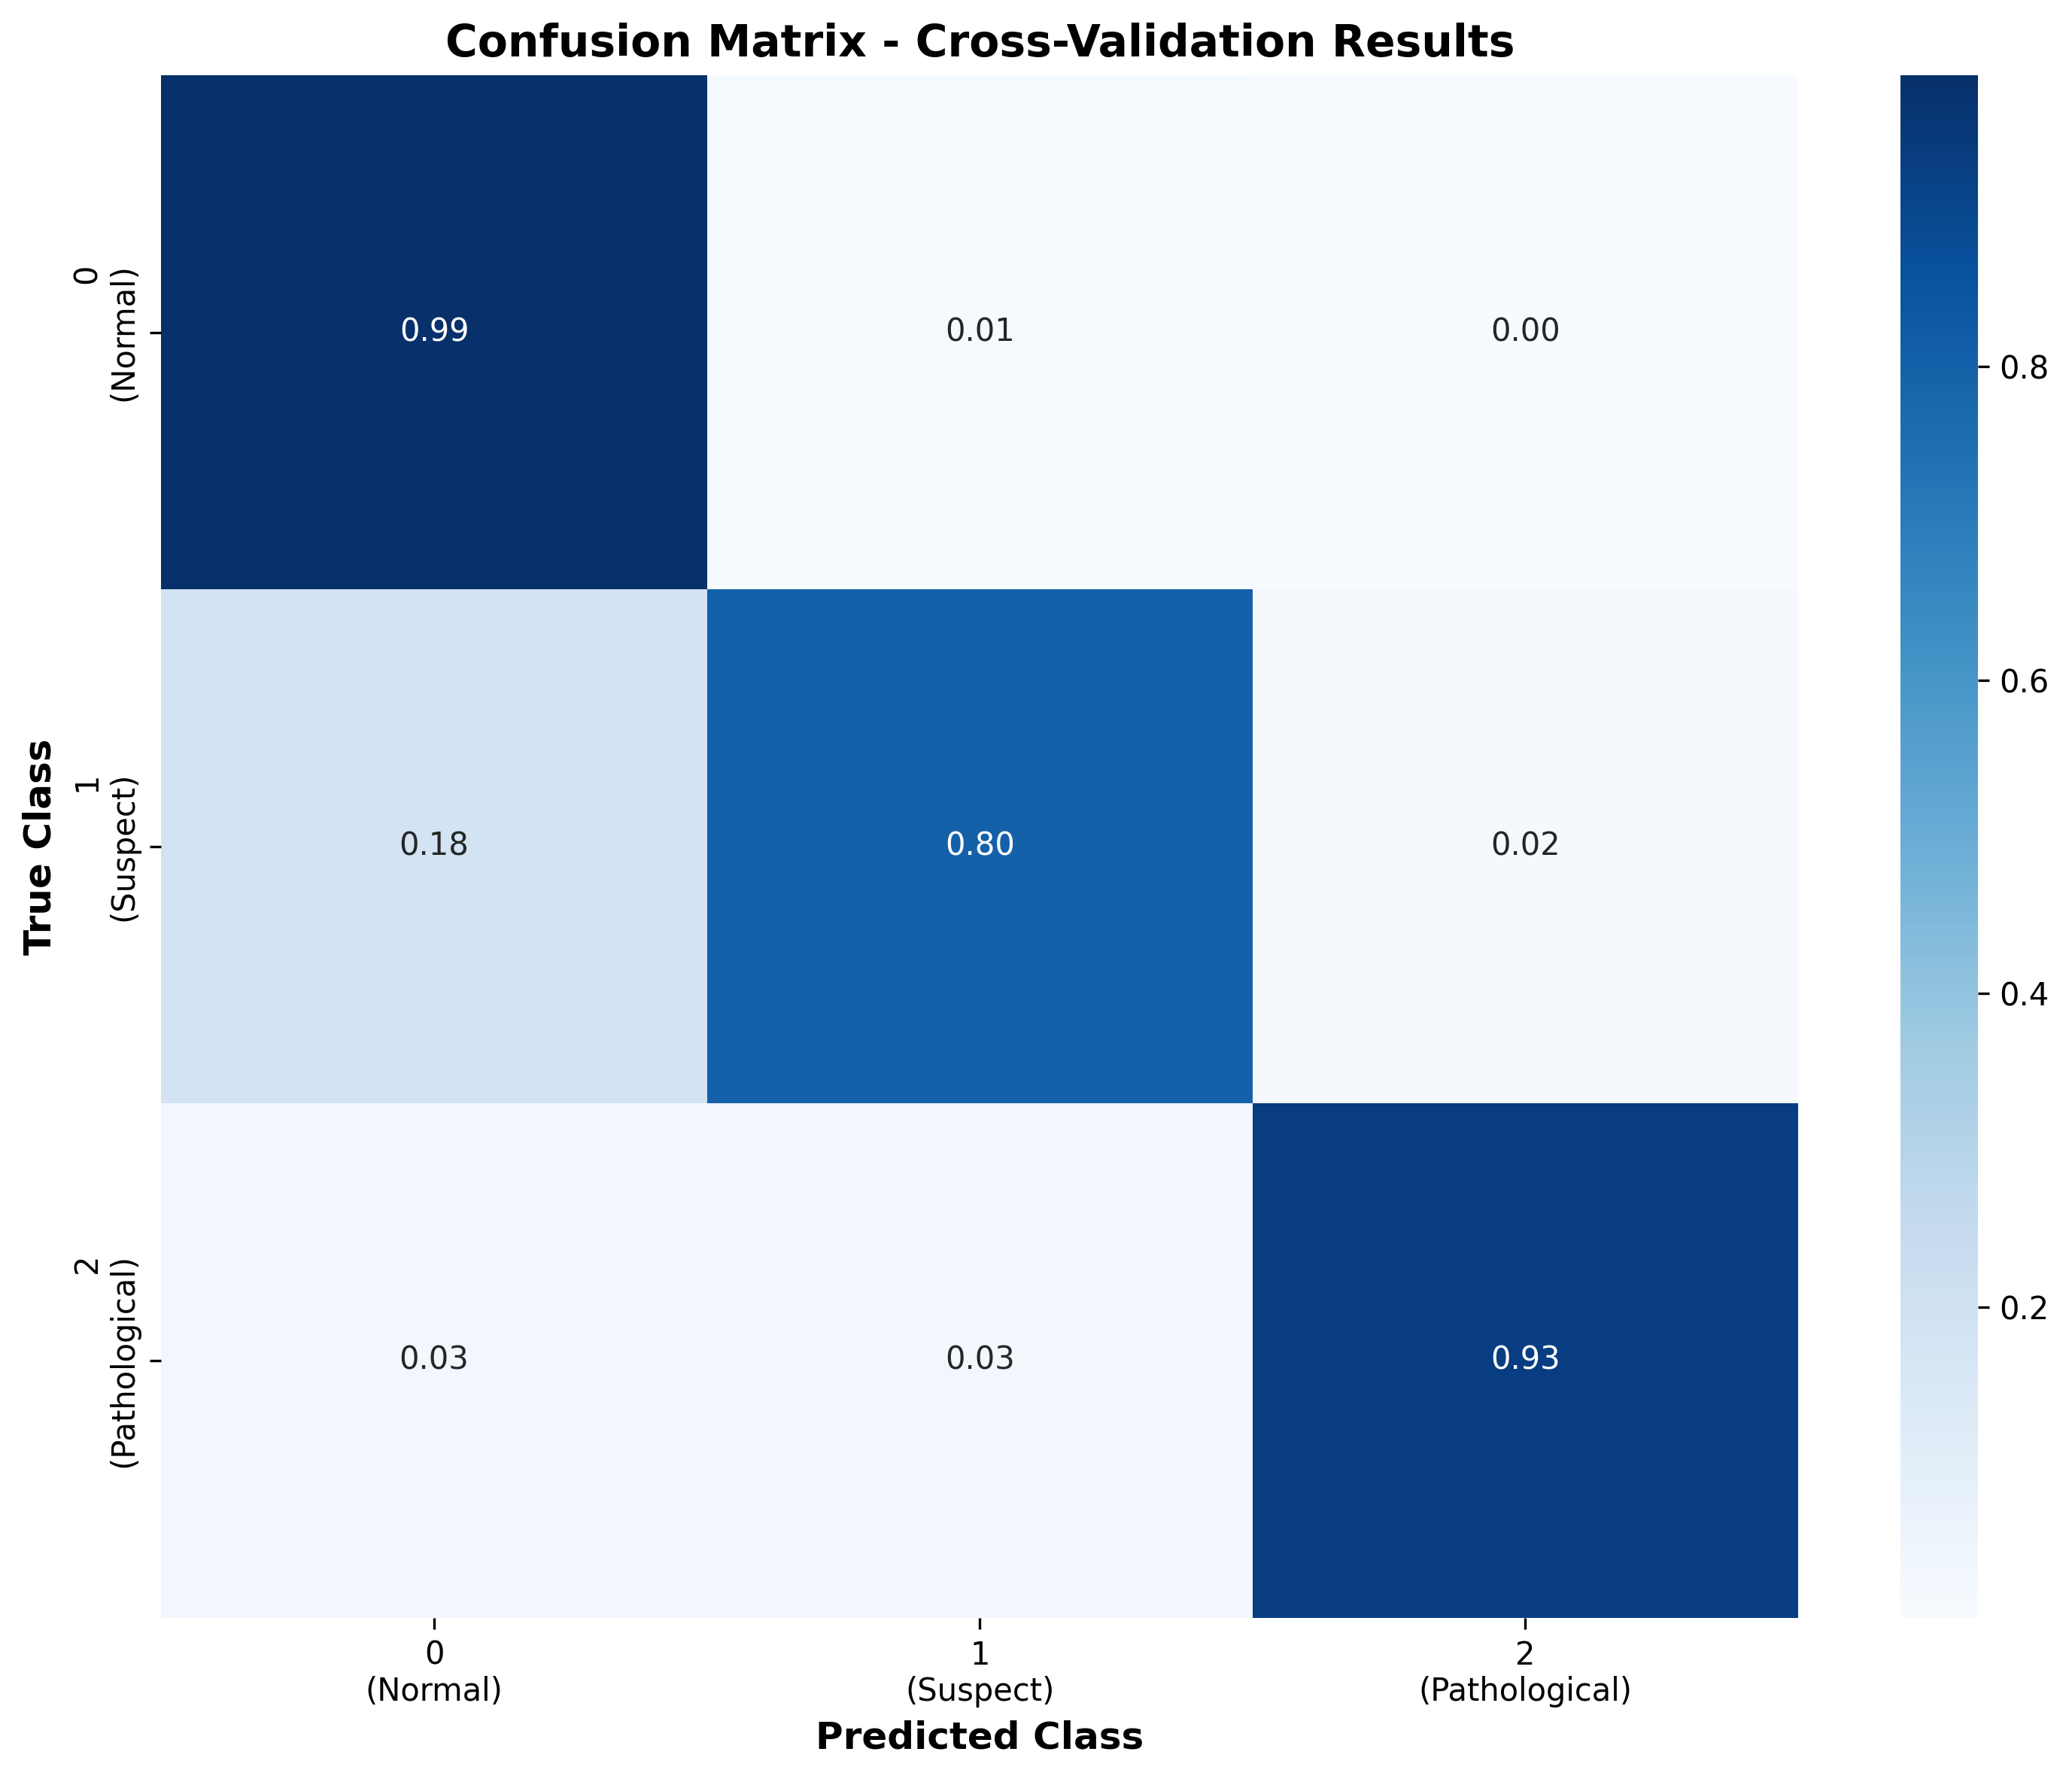 Confusion Matrix - Cross-Validation Results
True Class
0
(Normal)
0.99
0.01
0.00
1
(Suspect)
0.18
0.80
0.02
2
(Pathological)
0.03
0.03
0.93
0
(Normal)
1
(Suspect)
2
(Pathological)
Predicted Class
0.8
0.6
0.4
0.2